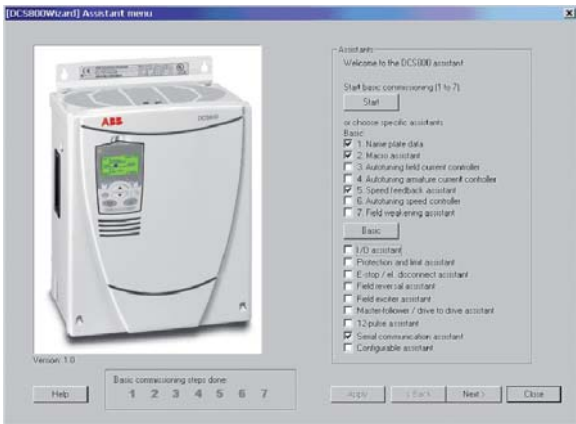 [DCS800Wizard] Assistant menu
ABB
DCS800
Version: 1.0
Assistants
Welcome to the DCS800 assistant
Start basic commissioning (1 to 7)
Start
or choose specific assistants
Basic:
1. Name plate data
2. Macro assistant
3. Autotuning field current controller
4. Autotuning armature current controller
5. Speed feedback assistant
6. Autotuning speed controller
7. Field weakening assistant
Basic
I/O assistant
Protection and limit assistant
E-stop / el. disconnect assistant
Field reversal assistant
Field exciter assistant
Master-follower / drive to drive assistant
12-pulse assistant
Serial communication assistant
Configurable assistant
Help
Basic commissioning steps done
1 2 3 4 5 6 7
Apply
< Back
Next >
Close